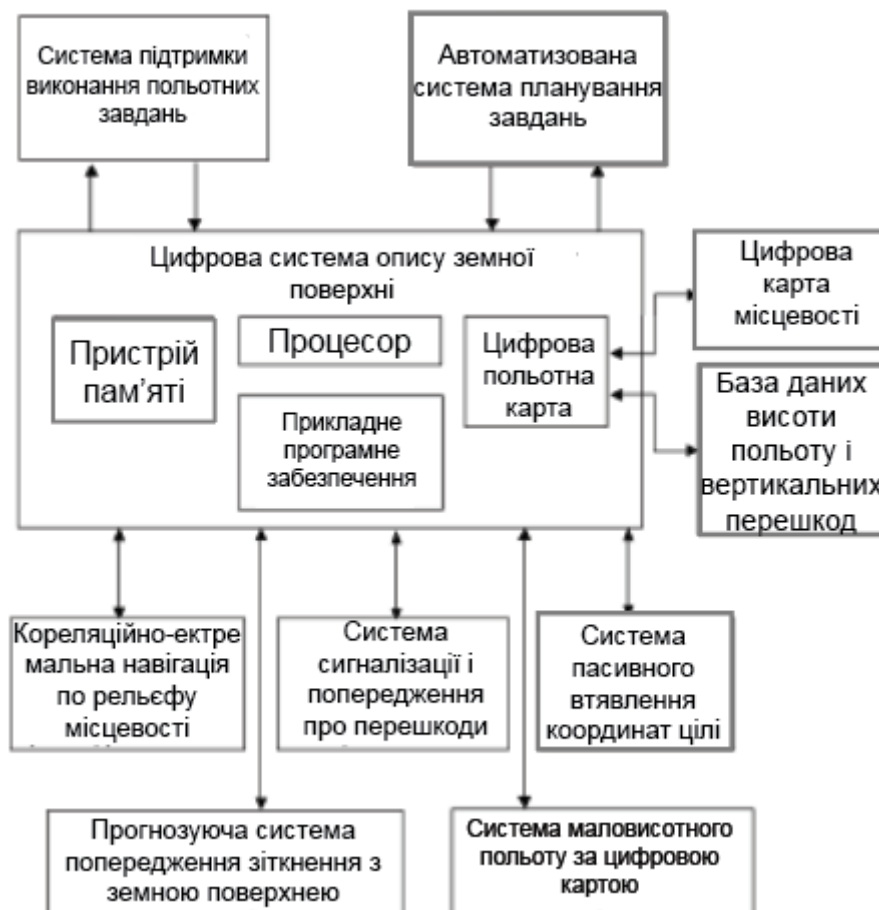 Система підтримки
виконання польотних
завдань
Автоматизована
система планування
завдань
Цифрова система опису земної
поверхні
Пристрій
пам’яті
Процесор
Прикладне
програмне
забезпечення
Цифрова
польотна
карта
Цифрова
карта
місцевості
База даних
висоти
польоту і
вертикальних
перешкод
Кореляційно-ектре
мальна навігація
по рельєфу
місцевості
Система
сигналізації і
попередження
про перешкоди
Система
пасивного
втявлення
координат цілі
Прогнозуюча система
попередження зіткнення з
земною поверхнею
Система маловисотного
польоту за цифровою
картою